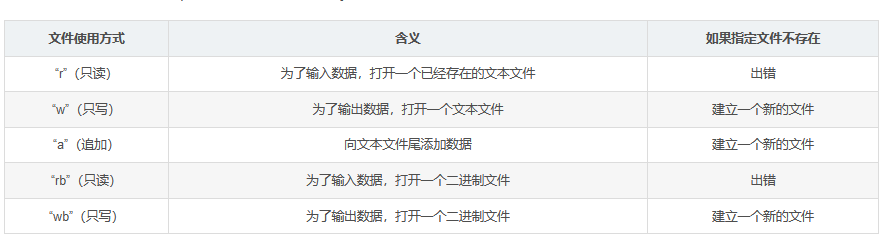 文件使用方式 含义 如果指定文件不存在
“r”（只读） 为了输入数据，打开一个已经存在的文本文件 出错
“w”（只写） 为了输出数据，打开一个文本文件 建立一个新的文件
“a”（追加） 向文本文件尾添加数据 建立一个新的文件
“rb”（只读） 为了输入数据，打开一个二进制文件 出错
“wb”（只写） 为了输出数据，打开一个二进制文件 建立一个新的文件